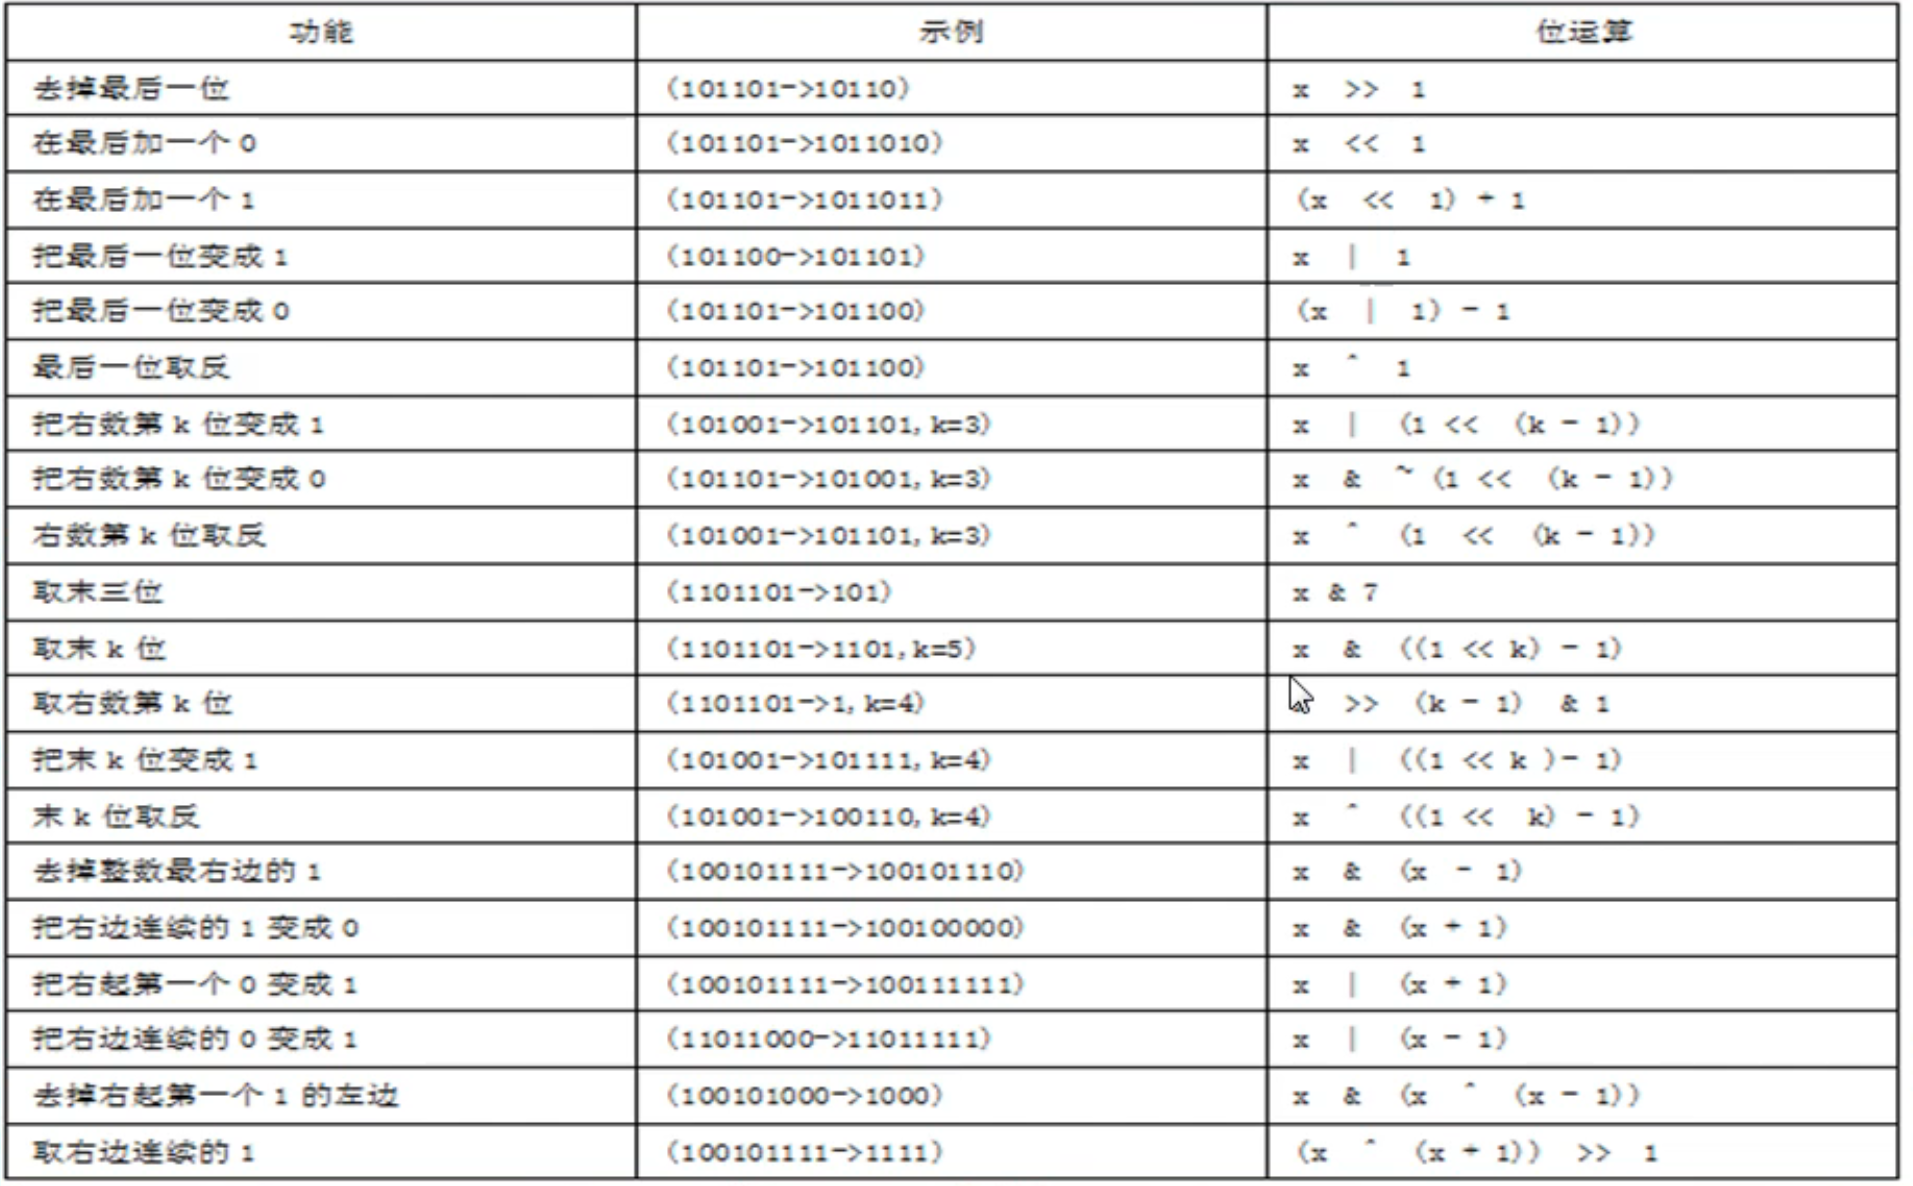 功能 示例 位运算
去掉最后一位 (101101->10110) x >> 1
在最后加一个 0 (101101->1011010) x << 1
在最后加一个 1 (101101->1011011) (x << 1) + 1
把最后一位变成 1 (101100->101101) x | 1
把最后一位变成 0 (101101->101100) (x | 1) - 1
最后一位取反 (101101->101100) x ^ 1
把右数第 k 位变成 1 (101001->101101,k=3) x | (1 << (k - 1))
把右数第 k 位变成 0 (101101->101001,k=3) x & ~ (1 << (k - 1))
右数第 k 位取反 (101001->101101,k=3) x ^ (1 << (k - 1))
取末三位 (1101101->101) x & 7
取末 k 位 (1101101->1101,k=5) x & ((1 << k) - 1)
取右数第 k 位 (1101101->1,k=4) >> (k - 1) & 1
把末 k 位变成 1 (101001->101111,k=4) x | ((1 << k )- 1)
末 k 位取反 (101001->100110,k=4) x ^ ((1 << k) - 1)
去掉整数最右边的 1 (100101111->100101110) x & (x - 1)
把右边连续的 1 变成 0 (100101111->100100000) x & (x + 1)
把右起第一个 0 变成 1 (100101111->100111111) x | (x + 1)
把右边连续的 0 变成 1 (11011000->11011111) x | (x - 1)
去掉右起第一个 1 的左边 (100101000->1000) x & (x ^ (x - 1))
取右边连续的 1 (100101111->1111) (x ^ (x + 1)) >> 1